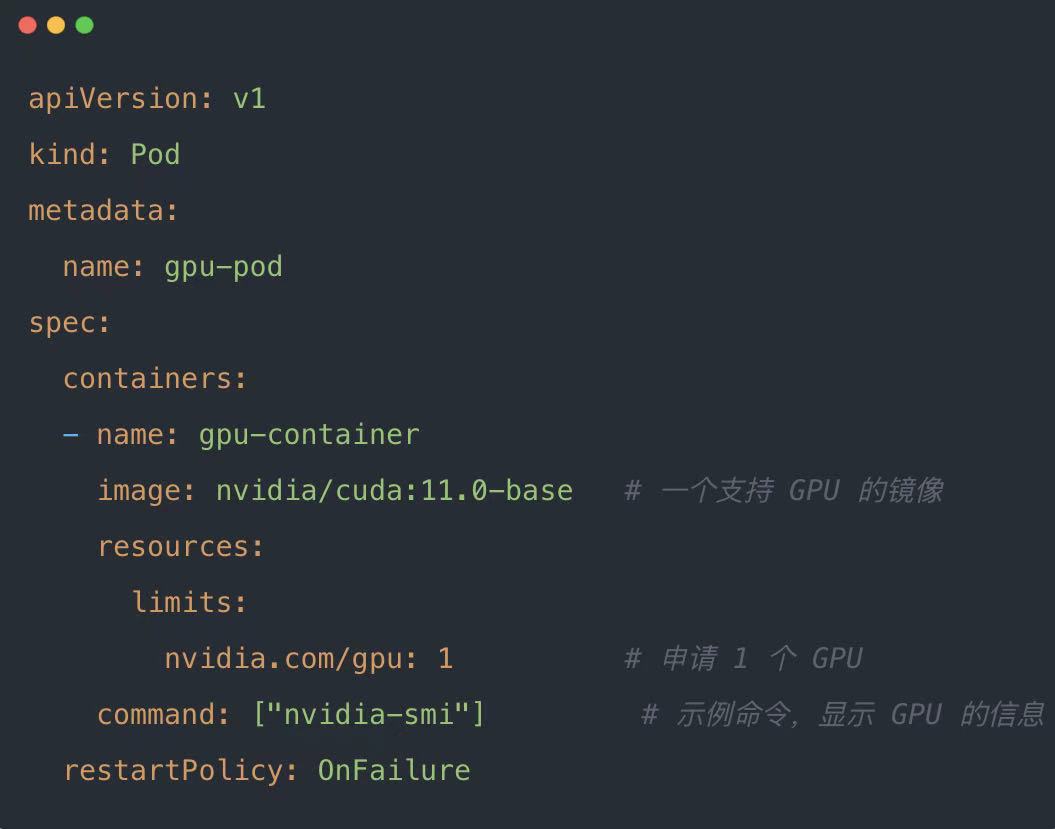 apiVersion: v1
kind: Pod
metadata:
  name: gpu-pod
spec:
  containers:
  - name: gpu-container
    image: nvidia/cuda:11.0-base   # 一个支持 GPU 的镜像
    resources:
      limits:
        nvidia.com/gpu: 1          # 申请 1 个 GPU
    command: ["nvidia-smi"]         # 示例命令，显示 GPU 的信息
  restartPolicy: OnFailure